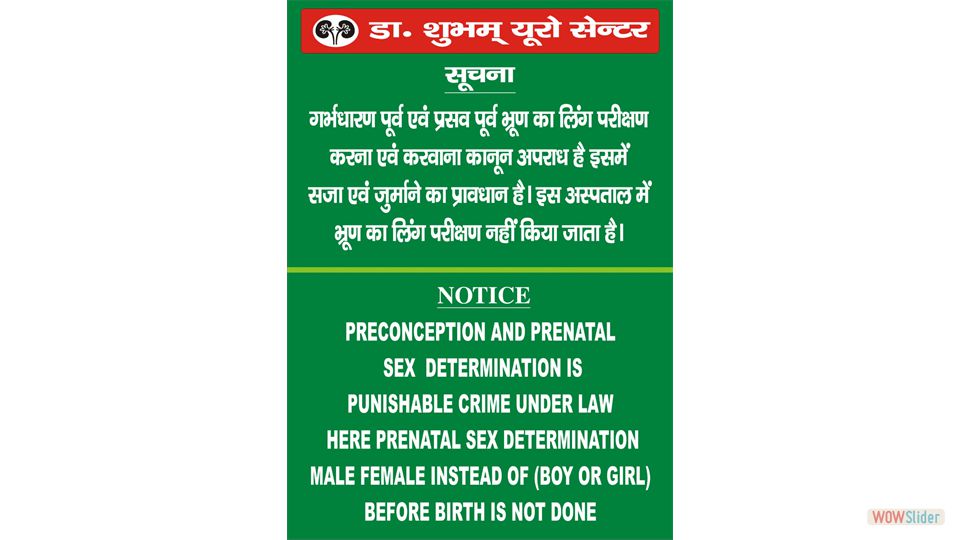 डा. शुभम् यूरो सेन्टर
सूचना
गर्भधारण पूर्व एवं प्रसव पूर्व भ्रूण का लिंग परीक्षण
करना एवं करवाना कानून अपराध है इसमें
सजा एवं जुर्माने का प्रावधान है। इस अस्पताल में
भ्रूण का लिंग परीक्षण नहीं किया जाता है।
NOTICE
PRECONCEPTION AND PRENATAL
SEX DETERMINATION IS
PUNISHABLE CRIME UNDER LAW
HERE PRENATAL SEX DETERMINATION
MALE FEMALE INSTEAD OF (BOY OR GIRL)
BEFORE BIRTH IS NOT DONE
WOWSlider